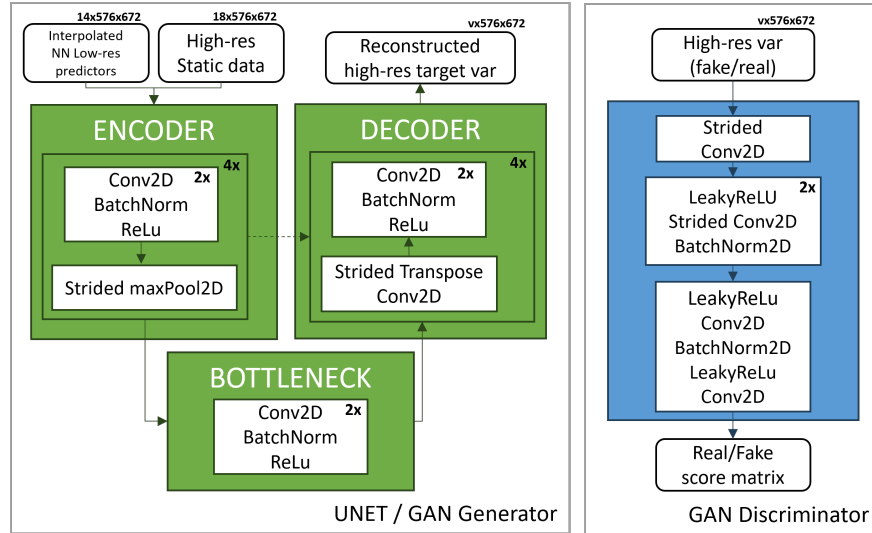 14x576x672
Interpolated
NN Low-res
predictors
18x576x672
High-res
Static data
vx576x672
Reconstructed
high-res target var
ENCODER
4x
Conv2D 2x
BatchNorm
ReLu
Strided maxPool2D
DECODER
4x
Conv2D 2x
BatchNorm
ReLu
Strided Transpose
Conv2D
BOTTLENECK
Conv2D 2x
BatchNorm
ReLu
UNET / GAN Generator
vx576x672
High-res var
(fake/real)
Strided
Conv2D
2x
LeakyReLU
Strided Conv2D
BatchNorm2D
LeakyReLu
Conv2D
BatchNorm2D
LeakyReLu
Conv2D
Real/Fake
score matrix
GAN Discriminator